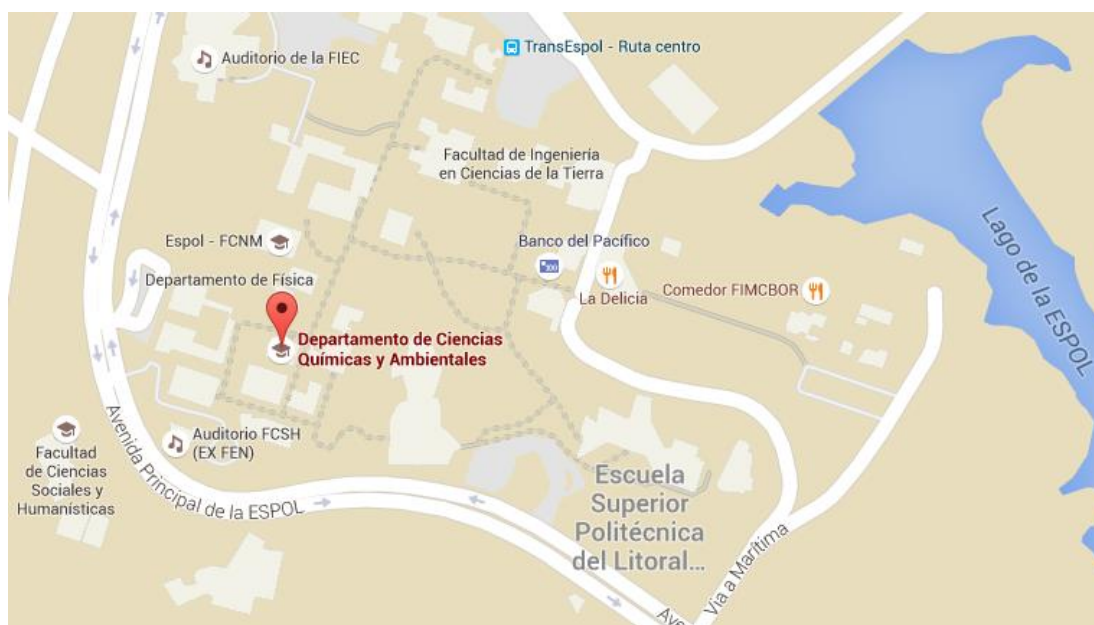 Auditorio de la FIEC
TransEspol - Ruta centro
Facultad de Ingeniería
en Ciencias de la Tierra
Espol - FCNM
Banco del Pacífico
Departamento de Física
La Delicia
Comedor FIMCBOR
Lago de la ESPOL
Departamento de Ciencias
Químicas y Ambientales
Auditorio FCSH
(EX FEN)
Facultad
de Ciencias
Sociales y
Humanísticas
Avenida Principal de la ESPOL
Escuela
Superior
Politécnica
del Litoral...
Via a Marítima
Ave